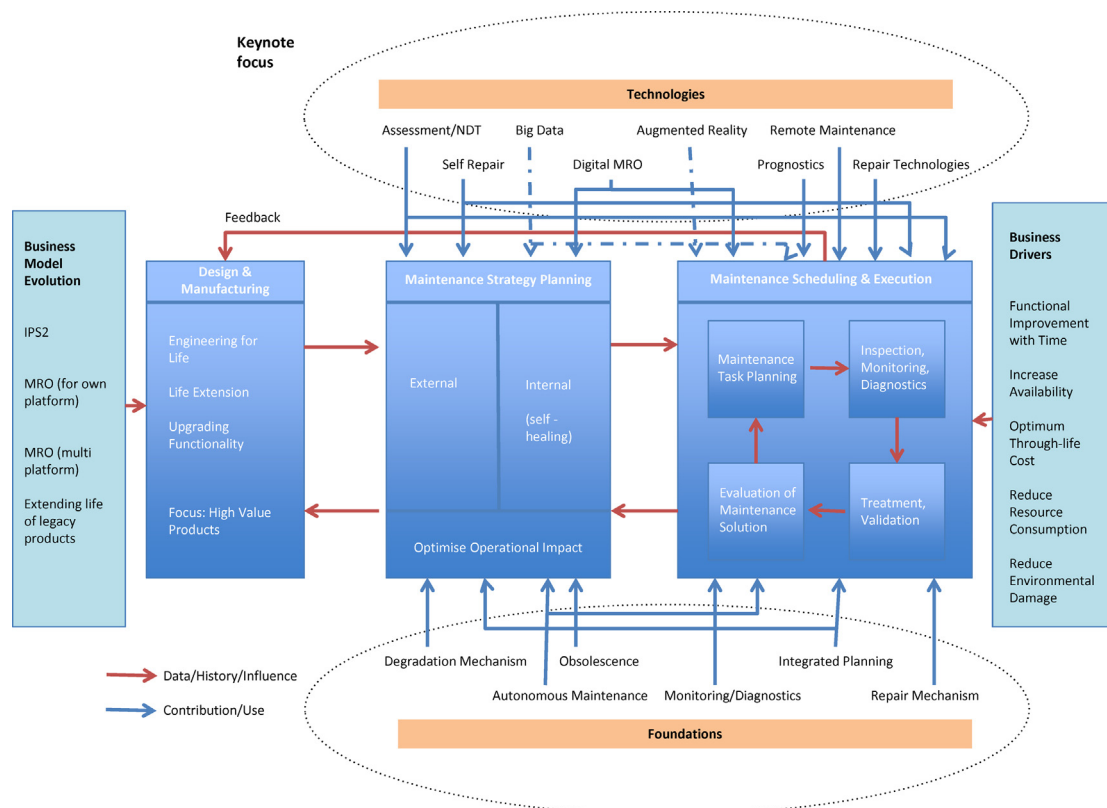 Keynote
focus
Technologies
Assessment/NDT
Big Data
Augmented Reality
Remote Maintenance
Self Repair
Digital MRO
Prognostics
Repair Technologies
Feedback
Business
Model
Evolution
IPS2
MRO (for own
platform)
MRO (multi
platform)
Extending life
of legacy
products
Design &
Manufacturing
Engineering for
Life
Life Extension
Upgrading
Functionality
Focus: High Value
Products
Maintenance Strategy Planning
External
Internal
(self -
healing)
Optimise Operational Impact
Maintenance Scheduling & Execution
Maintenance
Task Planning
Inspection,
Monitoring,
Diagnostics
Evaluation of
Maintenance
Solution
Treatment,
Validation
Business
Drivers
Functional
Improvement
with Time
Increase
Availability
Optimum
Through-life
Cost
Reduce
Resource
Consumption
Reduce
Environmental
Damage
Degradation Mechanism
Obsolescence
Integrated Planning
Autonomous Maintenance
Monitoring/Diagnostics
Repair Mechanism
Data/History/Influence
Contribution/Use
Foundations